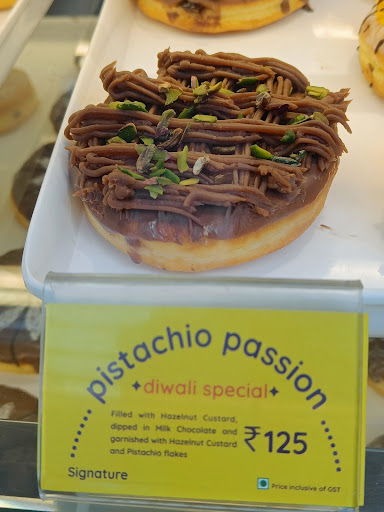 pistachio passion
diwali special
Filled with Hazelnut Custard,
dipped in Milk Chocolate and
garnished with Hazelnut Custard
and Pistachio flakes
₹125
Signature
Price inclusive of GST